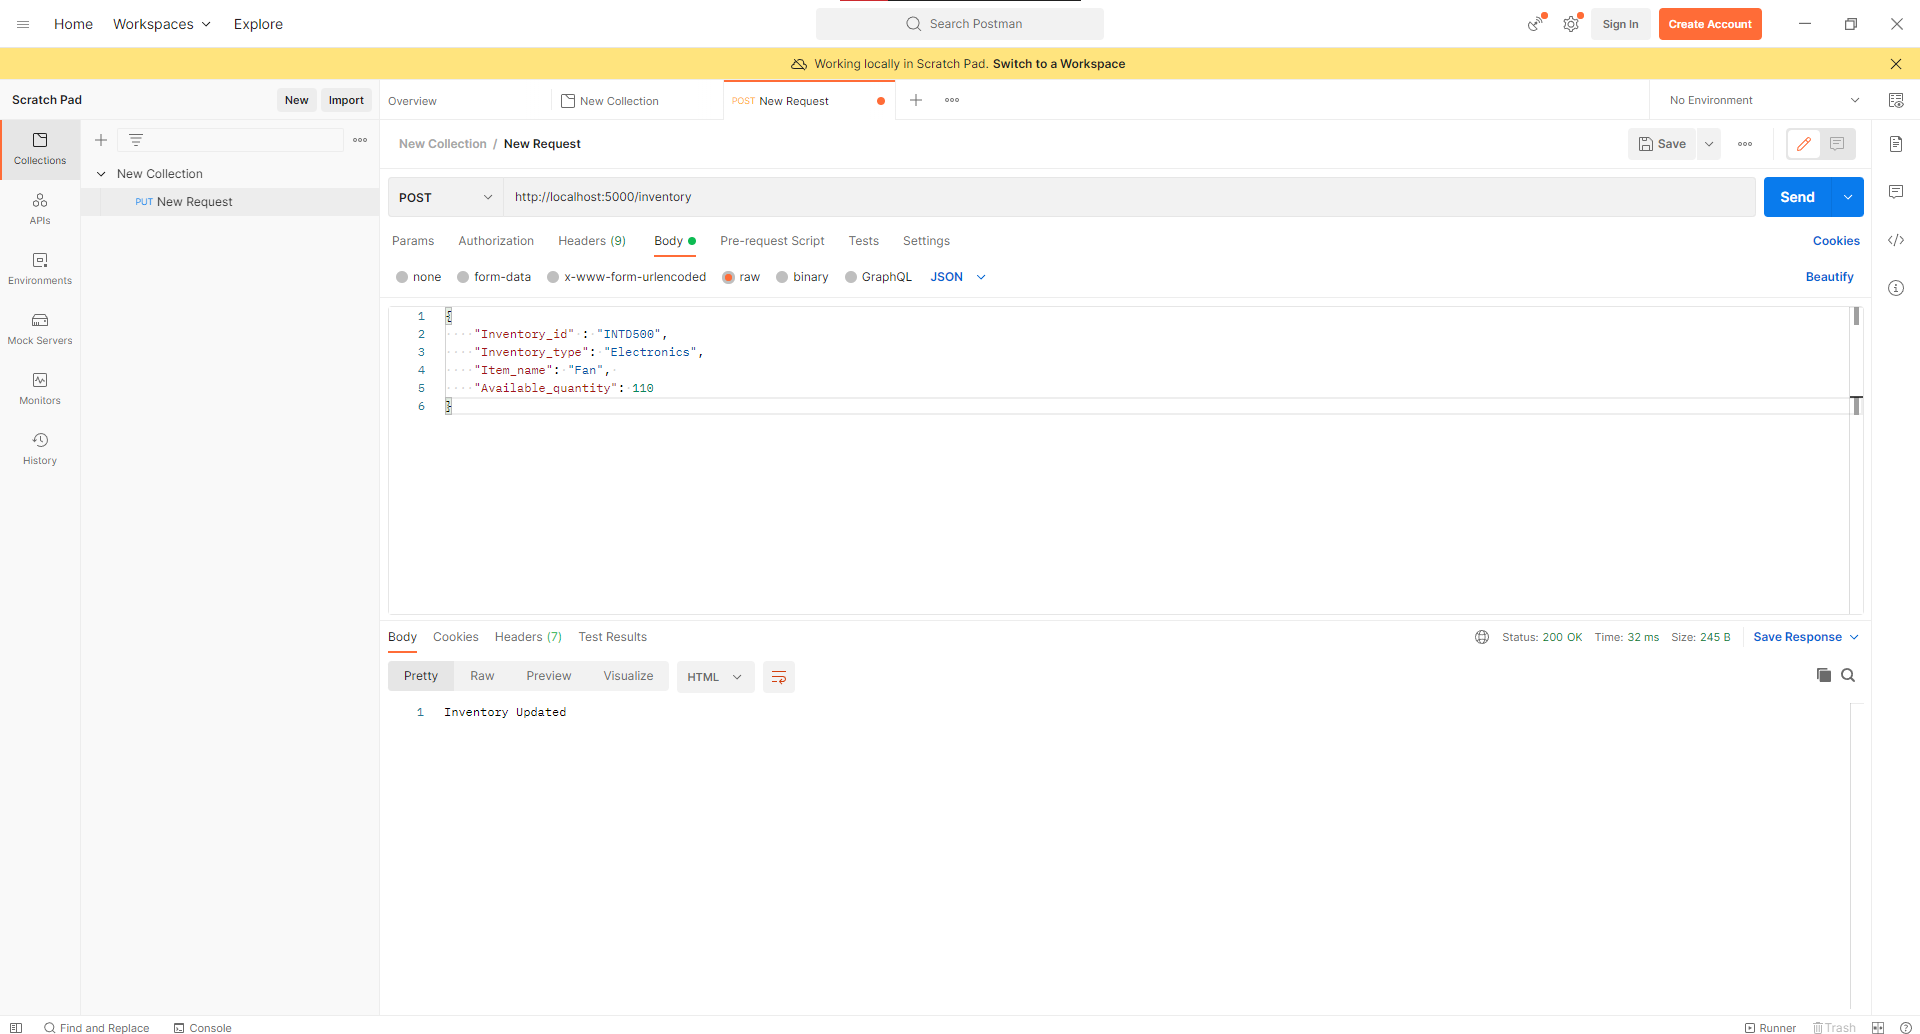 Home Workspaces Explore Search Postman Sign In Create Account
Working locally in Scratch Pad. Switch to a Workspace
Scratch Pad New Import Overview New Collection POST New Request No Environment
Collections
APIs
Environments
Mock Servers
Monitors
History
New Collection
PUT New Request
New Collection / New Request Save
POST http://localhost:5000/inventory Send
Params Authorization Headers (9) Body Pre-request Script Tests Settings Cookies
none form-data x-www-form-urlencoded raw binary GraphQL JSON Beautify
1 {
2 ····"Inventory_id"·:·"INTD500",
3 ····"Inventory_type":·"Electronics",
4 ····"Item_name":·"Fan",·
5 ····"Available_quantity":·110
6 }
Body Cookies Headers (7) Test Results Status: 200 OK Time: 32 ms Size: 245 B Save Response
Pretty Raw Preview Visualize HTML
1 Inventory Updated
Find and Replace Console Runner Trash